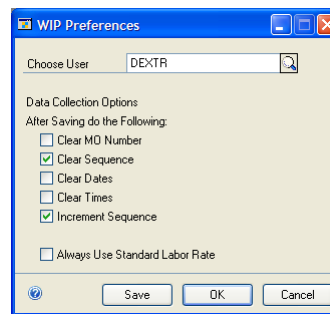 WIP Preferences
Choose User DEXTR
Data Collection Options
After Saving do the Following:
Clear MO Number
Clear Sequence
Clear Dates
Clear Times
Increment Sequence
Always Use Standard Labor Rate
Save OK Cancel